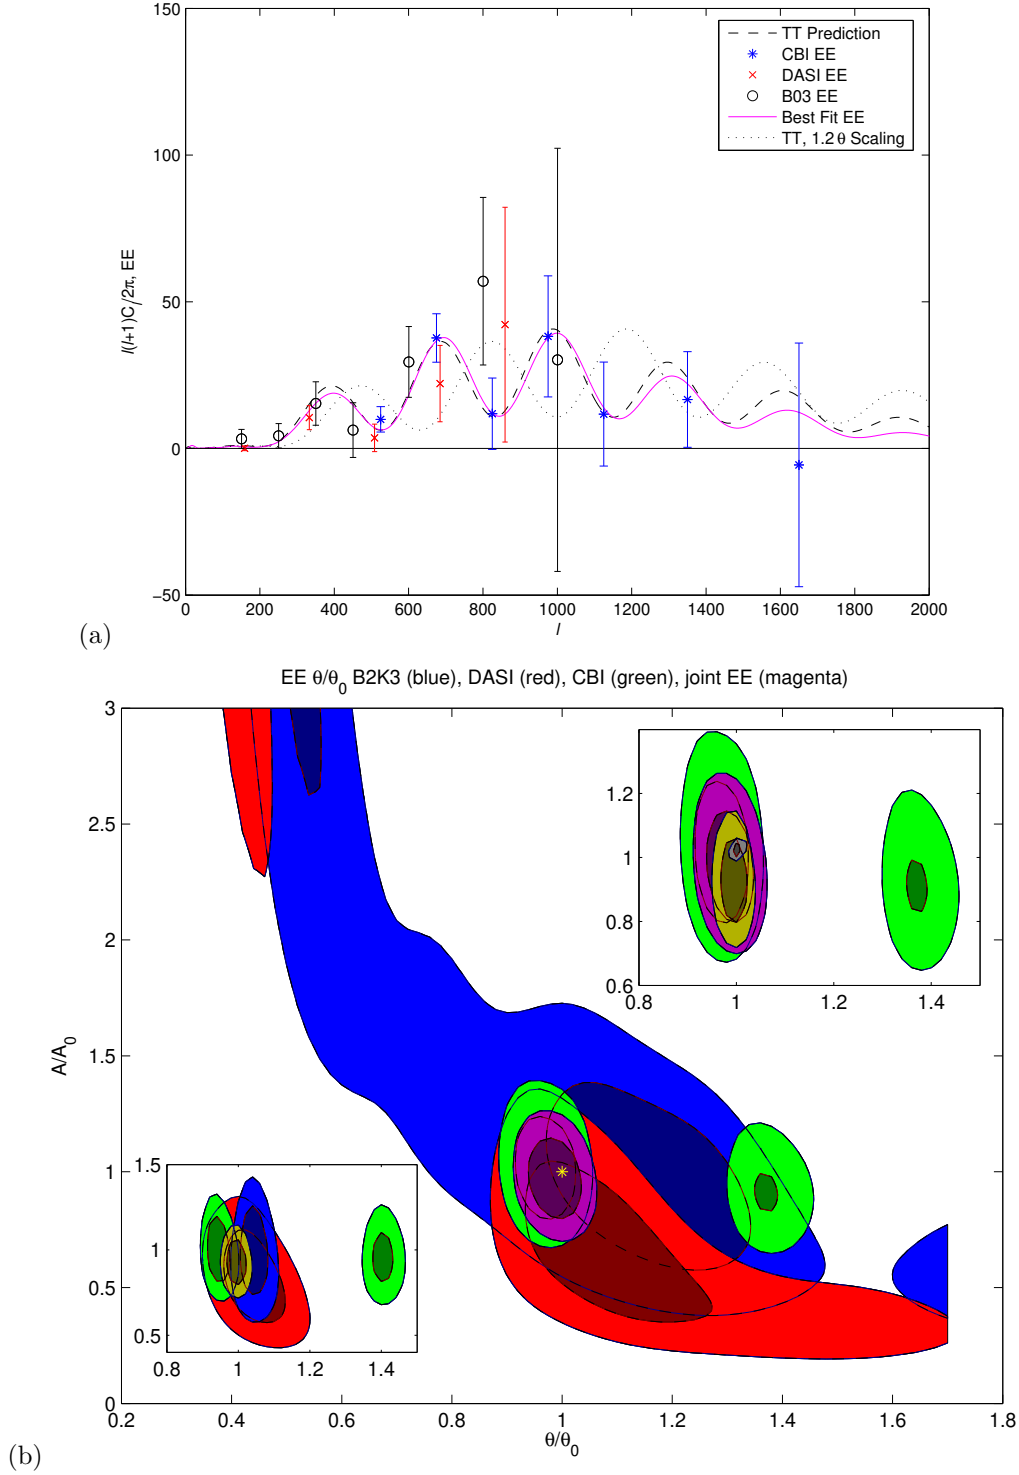 150
100
50
0
−50
l(l+1)C/2π, EE
TT Prediction
CBI EE
DASI EE
B03 EE
Best Fit EE
TT, 1.2 θ Scaling
0 200 400 600 800 1000 1200 1400 1600 1800 2000
l
(a)
EE θ/θ0 B2K3 (blue), DASI (red), CBI (green), joint EE (magenta)
3
2.5
2
1.5
1
0.5
0
A/A0
1.2
1
0.8
0.6
0.8 1 1.2 1.4
1.5
1
0.5
0.8 1 1.2 1.4
0.2 0.4 0.6 0.8 1 1.2 1.4 1.6 1.8
θ/θ0
(b)